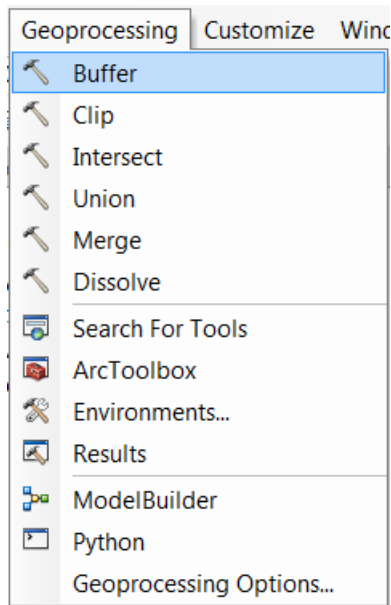 Geoprocessing Customize
Buffer
Clip
Intersect
Union
Merge
Dissolve
Search For Tools
ArcToolbox
Environments...
Results
ModelBuilder
Python
Geoprocessing Options...